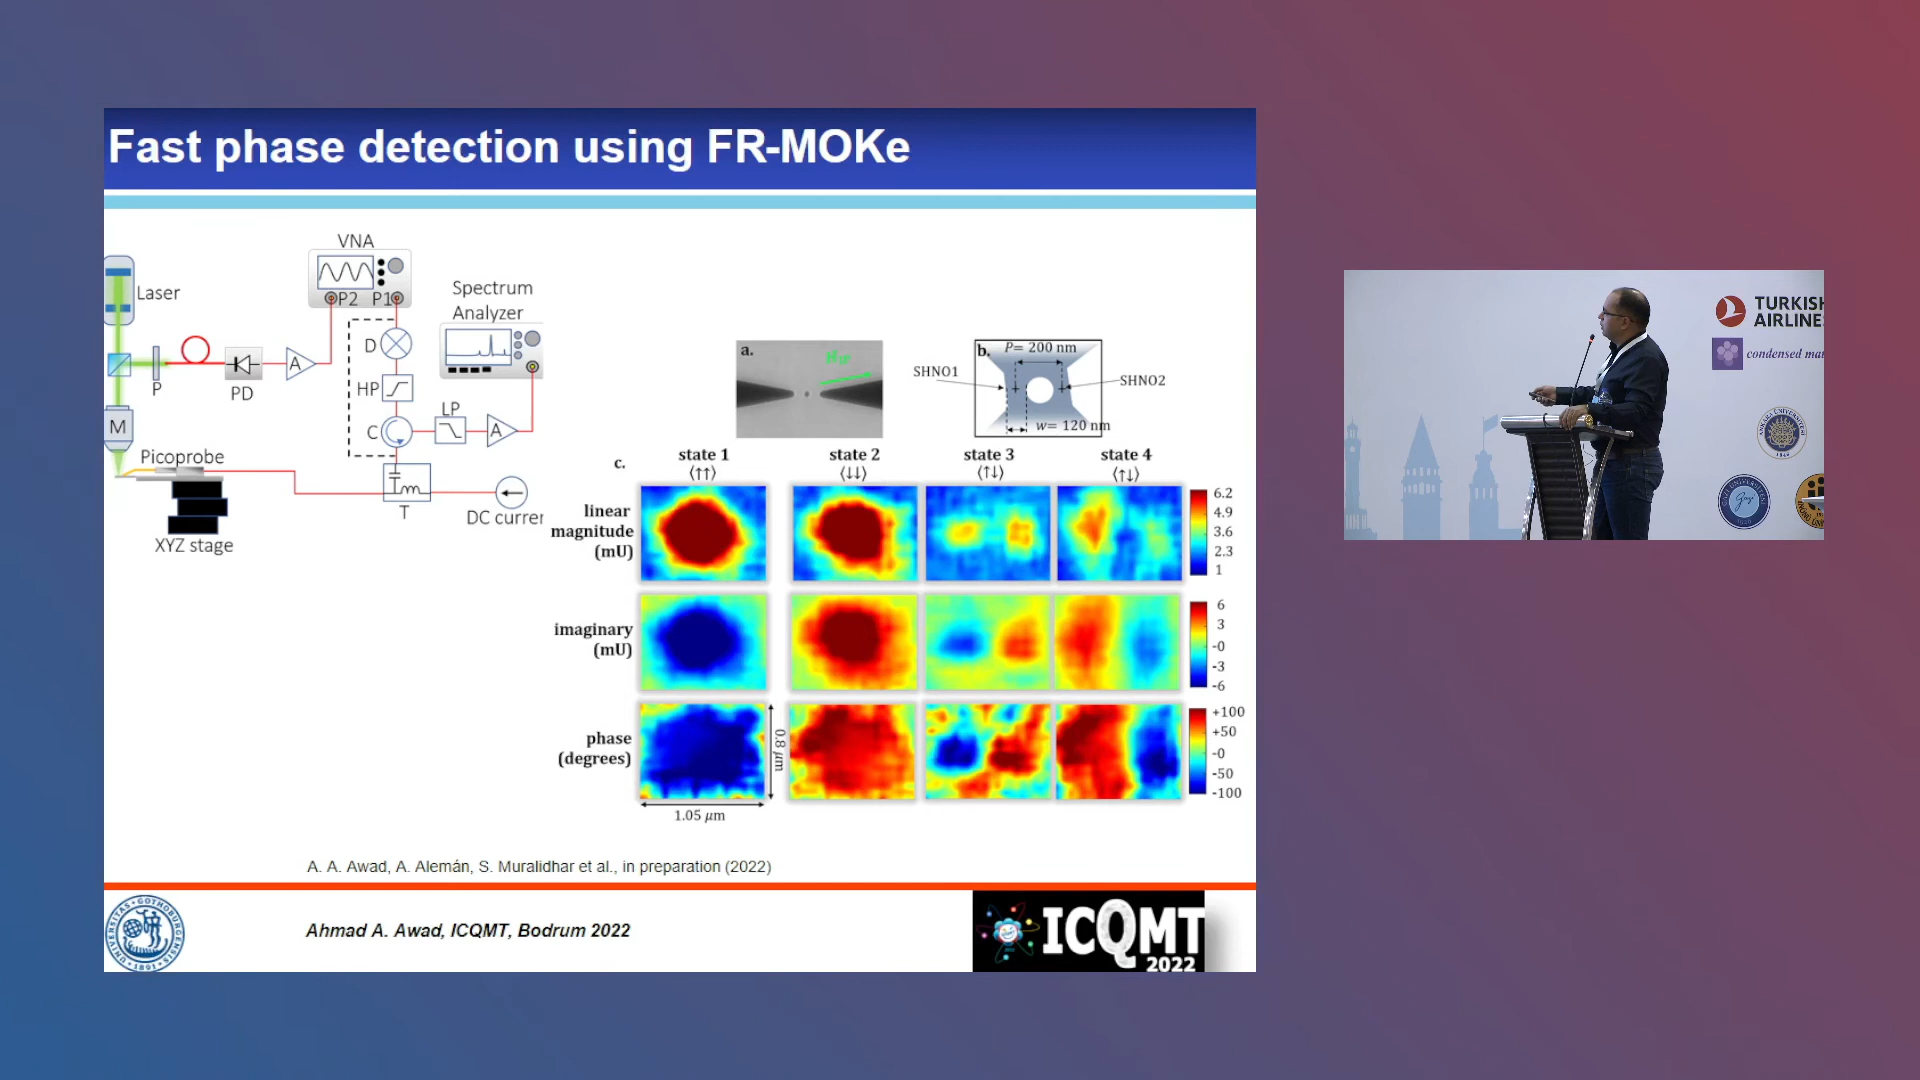 Fast phase detection using FR-MOKe
VNA
P2 P1
Laser
Spectrum
Analyzer
D
A
P
PD
HP
LP
M
C
A
Picoprobe
T
DC curren
XYZ stage
a.
b.
P= 200 nm
SHNO1
SHNO2
w= 120 nm
c.
state 1
(↑↑)
state 2
(↓↓)
state 3
(↑↓)
state 4
(↑↓)
linear
magnitude
(mU)
6.2
4.9
3.6
2.3
1
imaginary
(mU)
6
3
-0
-3
-6
phase
(degrees)
+100
+50
-0
-50
-100
0.8 μm
1.05 μm
A. A. Awad, A. Alemán, S. Muralidhar et al., in preparation (2022)
Ahmad A. Awad, ICQMT, Bodrum 2022
ICQMT
2022
TURKISH
AIRLINE
condensed mat